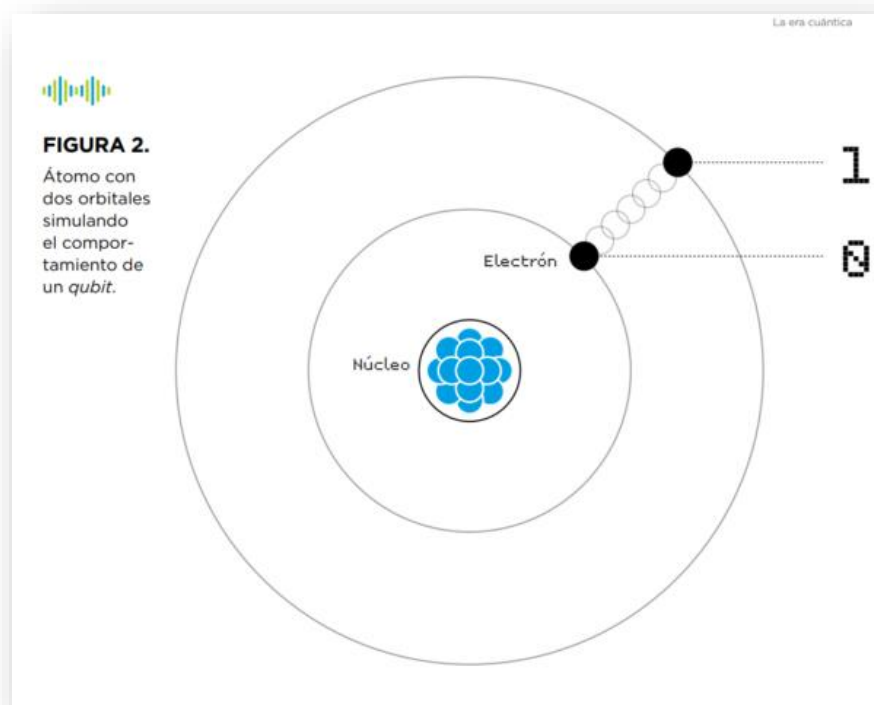 La era cuántica
FIGURA 2.
Átomo con
dos orbitales
simulando
el compor-
tamiento de
un qubit.
1
Electrón
0
Núcleo